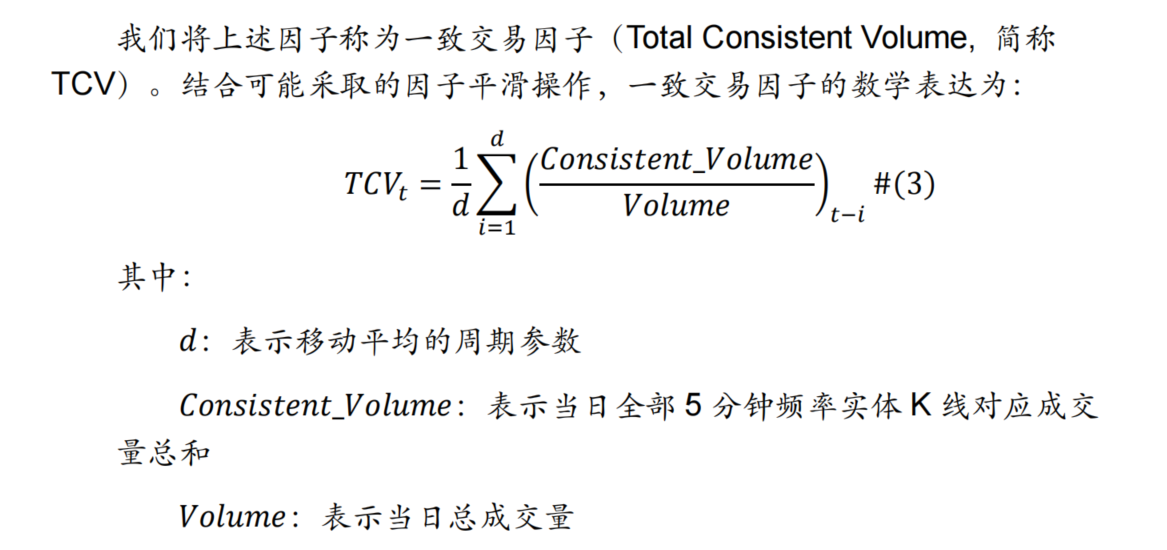 我们将上述因子称为一致交易因子（Total Consistent Volume, 简称
TCV）。结合可能采取的因子平滑操作，一致交易因子的数学表达为：
$TCV_t = \frac{1}{d}\sum_{i=1}^{d}\left(\frac{Consistent\_Volume}{Volume}\right)_{t-i}$ #(3)
其中：
d：表示移动平均的周期参数
Consistent_Volume：表示当日全部 5 分钟频率实体 K 线对应成交
量总和
Volume：表示当日总成交量